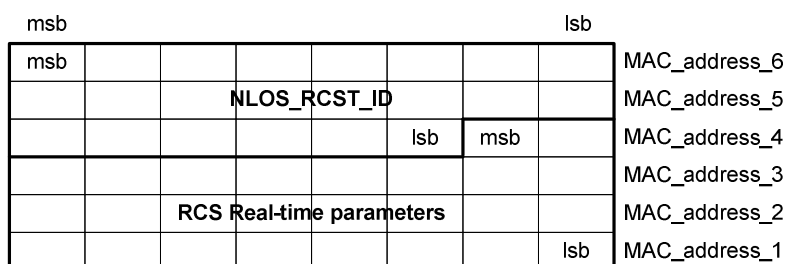 msb lsb
msb MAC_address_6
NLOS_RCST_ID MAC_address_5
lsb msb MAC_address_4
MAC_address_3
RCS Real-time parameters MAC_address_2
lsb MAC_address_1